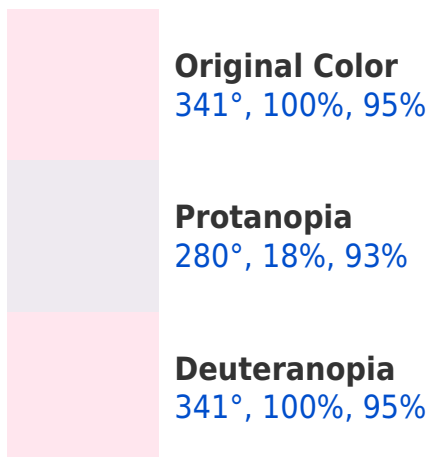 Original Color
341°, 100%, 95%
Protanopia
280°, 18%, 93%
Deuteranopia
341°, 100%, 95%